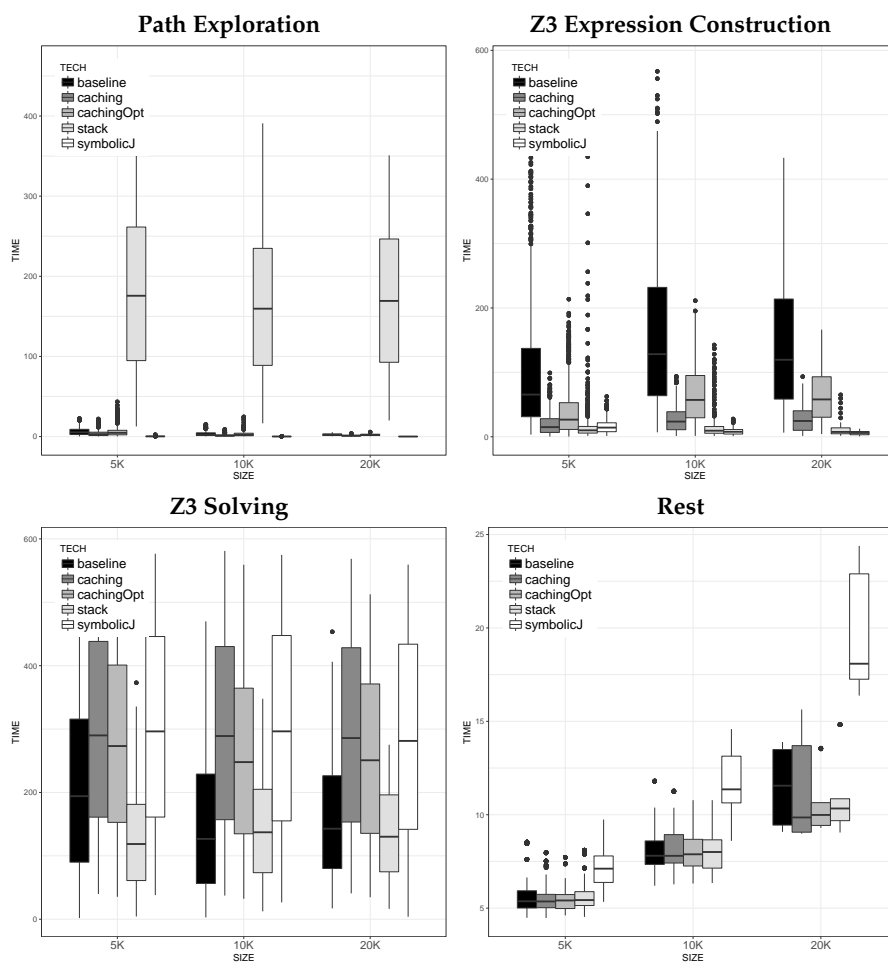 Path Exploration
TECH
baseline
caching
cachingOpt
stack
symbolicJ
400
300
200
100
0
TIME
5K
10K
20K
SIZE
Z3 Expression Construction
600
TECH
baseline
caching
cachingOpt
stack
symbolicJ
400
200
0
TIME
5K
10K
20K
SIZE
Z3 Solving
600
TECH
baseline
caching
cachingOpt
stack
symbolicJ
400
200
0
TIME
5K
10K
20K
SIZE
Rest
25
TECH
baseline
caching
cachingOpt
stack
symbolicJ
20
15
10
5
TIME
5K
10K
20K
SIZE